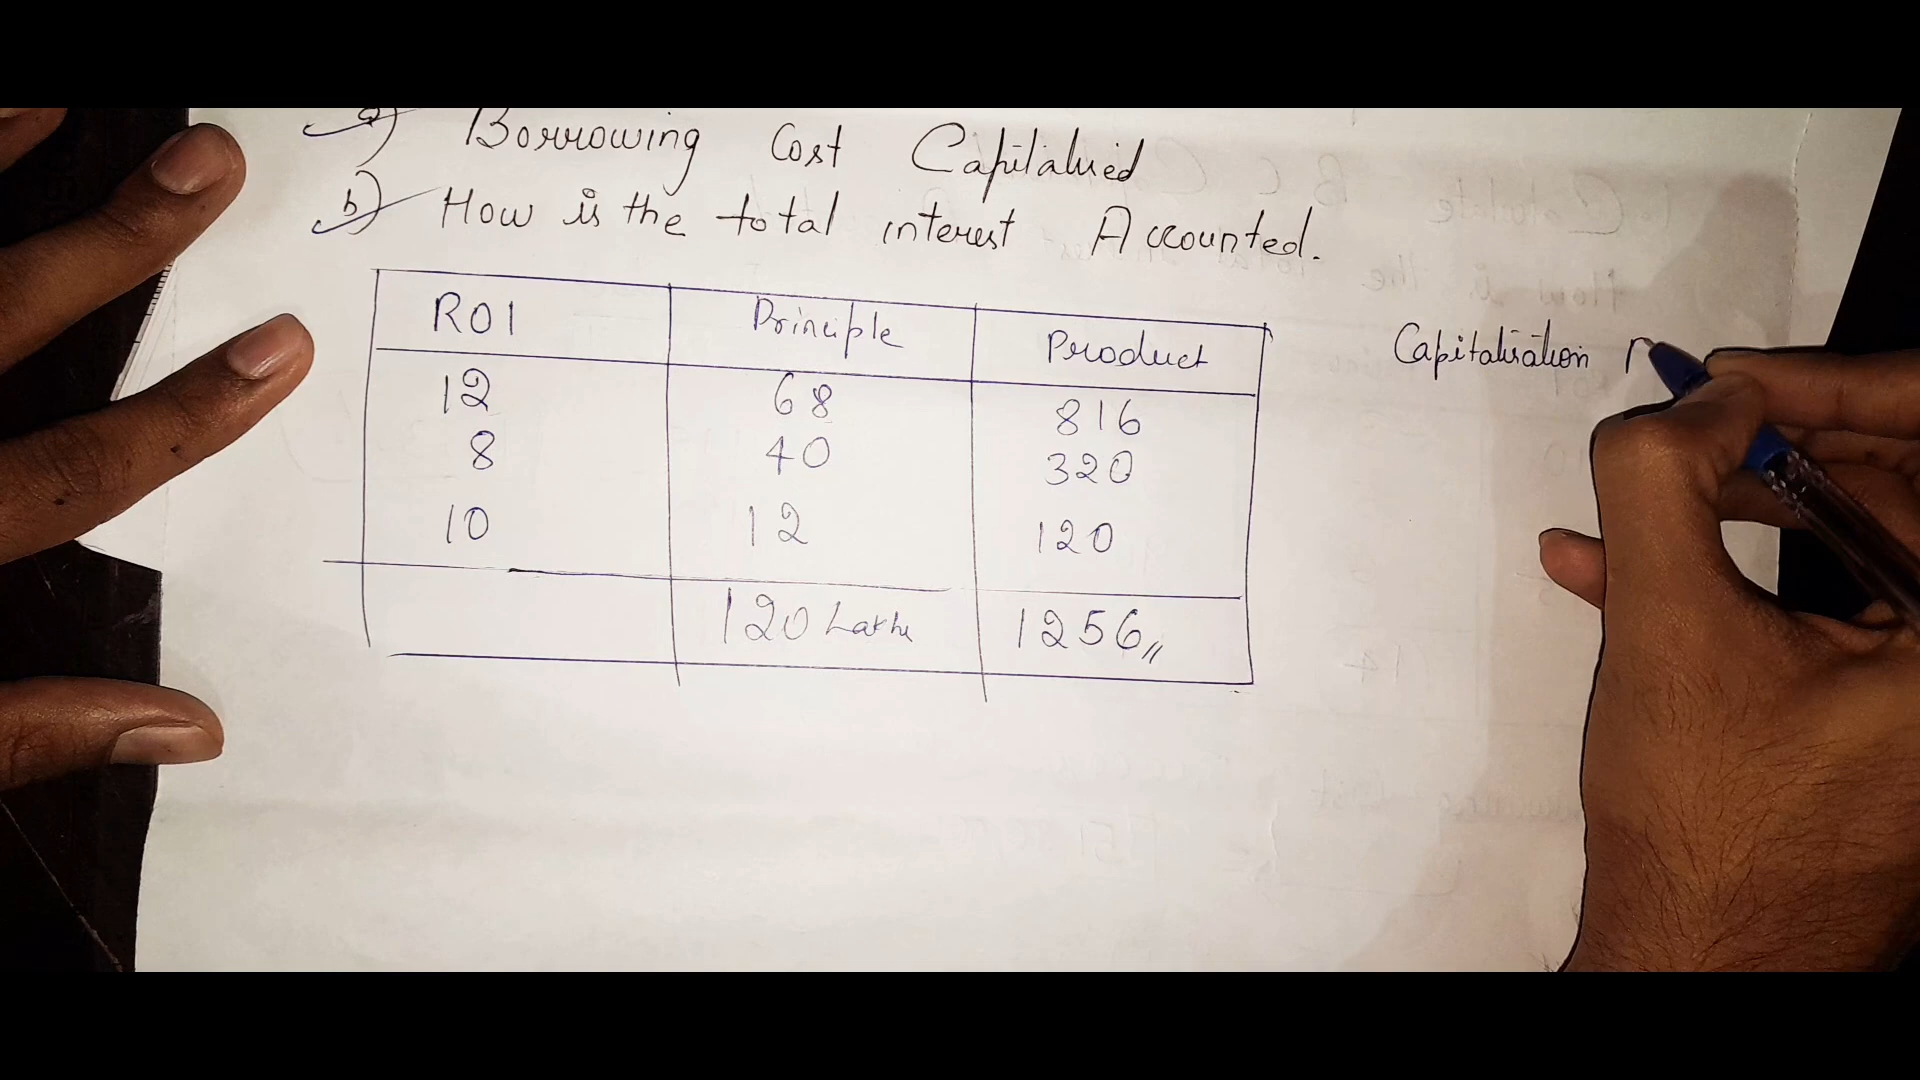 a) Borrowing Cost Capitalised
b) How is the total interest Accounted.
ROI Principle Product
12 68 816
8 40 320
10 12 120
120 Lakhs 1256
Capitalisation r